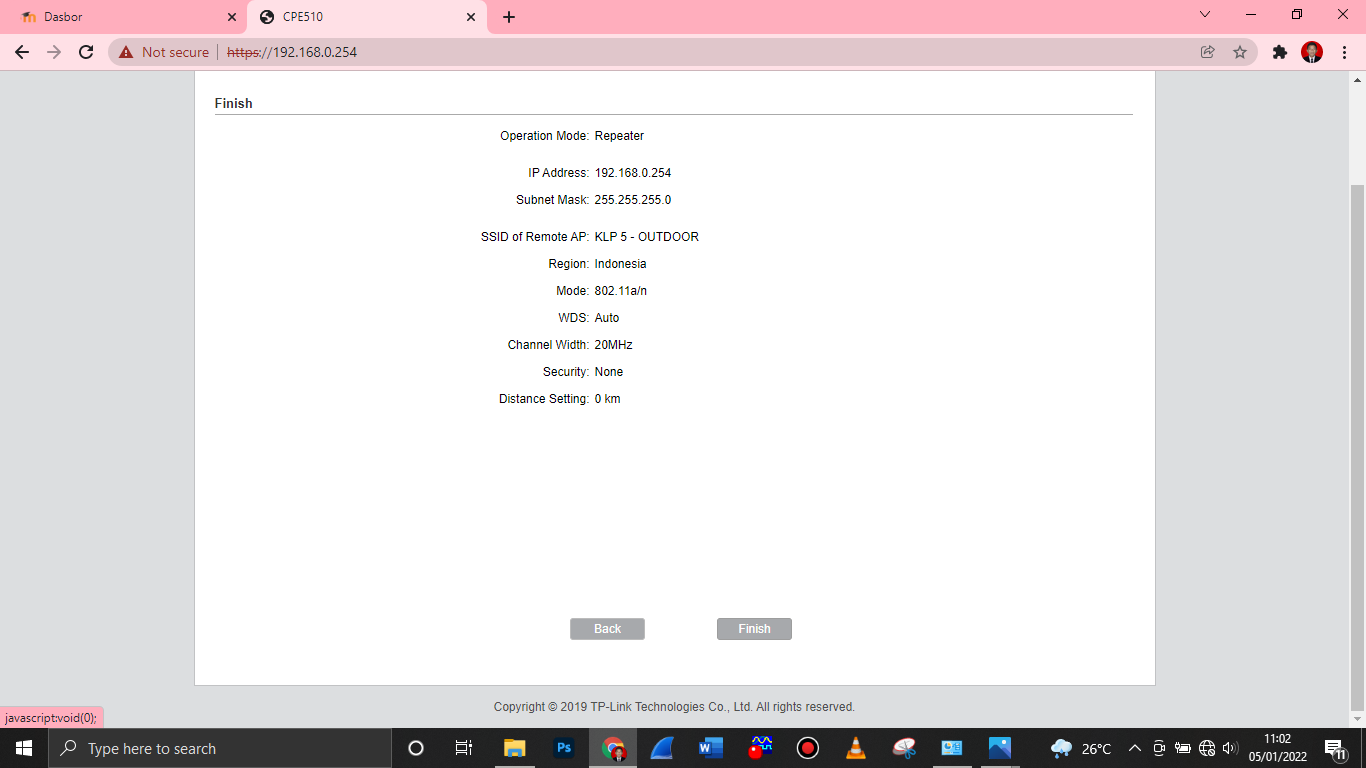 Dasbor
CPE510
Not secure
https://192.168.0.254
Finish
Operation Mode: Repeater
IP Address: 192.168.0.254
Subnet Mask: 255.255.255.0
SSID of Remote AP: KLP 5 - OUTDOOR
Region: Indonesia
Mode: 802.11a/n
WDS: Auto
Channel Width: 20MHz
Security: None
Distance Setting: 0 km
Back
Finish
Copyright © 2019 TP-Link Technologies Co., Ltd. All rights reserved.
javascript:void(0);
Type here to search
Ps
W
26°C
11:02
05/01/2022
11